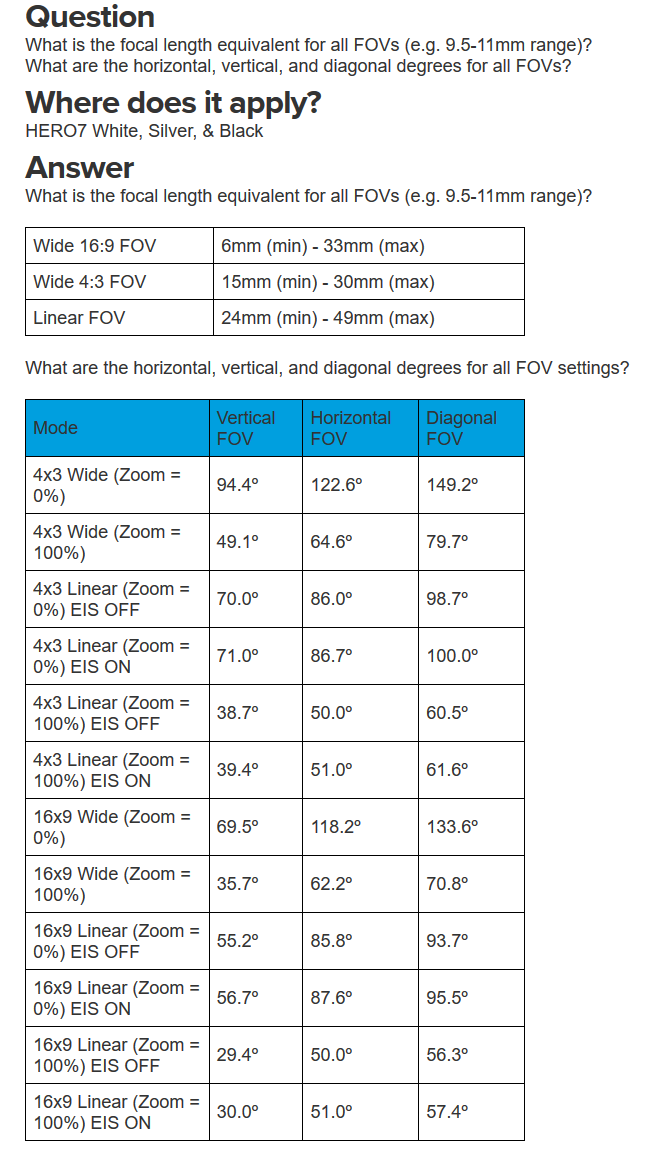 Question
What is the focal length equivalent for all FOVs (e.g. 9.5-11mm range)?
What are the horizontal, vertical, and diagonal degrees for all FOVs?
Where does it apply?
HERO7 White, Silver, & Black
Answer
What is the focal length equivalent for all FOVs (e.g. 9.5-11mm range)?
Wide 16:9 FOV 6mm (min) - 33mm (max)
Wide 4:3 FOV 15mm (min) - 30mm (max)
Linear FOV 24mm (min) - 49mm (max)
What are the horizontal, vertical, and diagonal degrees for all FOV settings?
Mode Vertical FOV Horizontal FOV Diagonal FOV
4x3 Wide (Zoom = 0%) 94.4º 122.6º 149.2º
4x3 Wide (Zoom = 100%) 49.1º 64.6º 79.7º
4x3 Linear (Zoom = 0%) EIS OFF 70.0º 86.0º 98.7º
4x3 Linear (Zoom = 0%) EIS ON 71.0º 86.7º 100.0º
4x3 Linear (Zoom = 100%) EIS OFF 38.7º 50.0º 60.5º
4x3 Linear (Zoom = 100%) EIS ON 39.4º 51.0º 61.6º
16x9 Wide (Zoom = 0%) 69.5º 118.2º 133.6º
16x9 Wide (Zoom = 100%) 35.7º 62.2º 70.8º
16x9 Linear (Zoom = 0%) EIS OFF 55.2º 85.8º 93.7º
16x9 Linear (Zoom = 0%) EIS ON 56.7º 87.6º 95.5º
16x9 Linear (Zoom = 100%) EIS OFF 29.4º 50.0º 56.3º
16x9 Linear (Zoom = 100%) EIS ON 30.0º 51.0º 57.4º